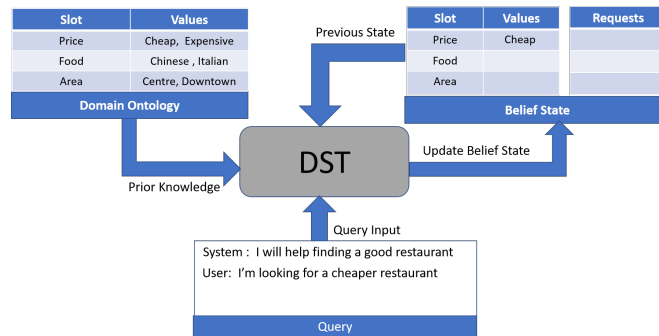 Slot Values
Price Cheap, Expensive
Food Chinese , Italian
Area Centre, Downtown
Domain Ontology
Previous State
Slot Values Requests
Price Cheap
Food
Area
Belief State
DST
Prior Knowledge
Update Belief State
Query Input
System : I will help finding a good restaurant
User: I'm looking for a cheaper restaurant
Query